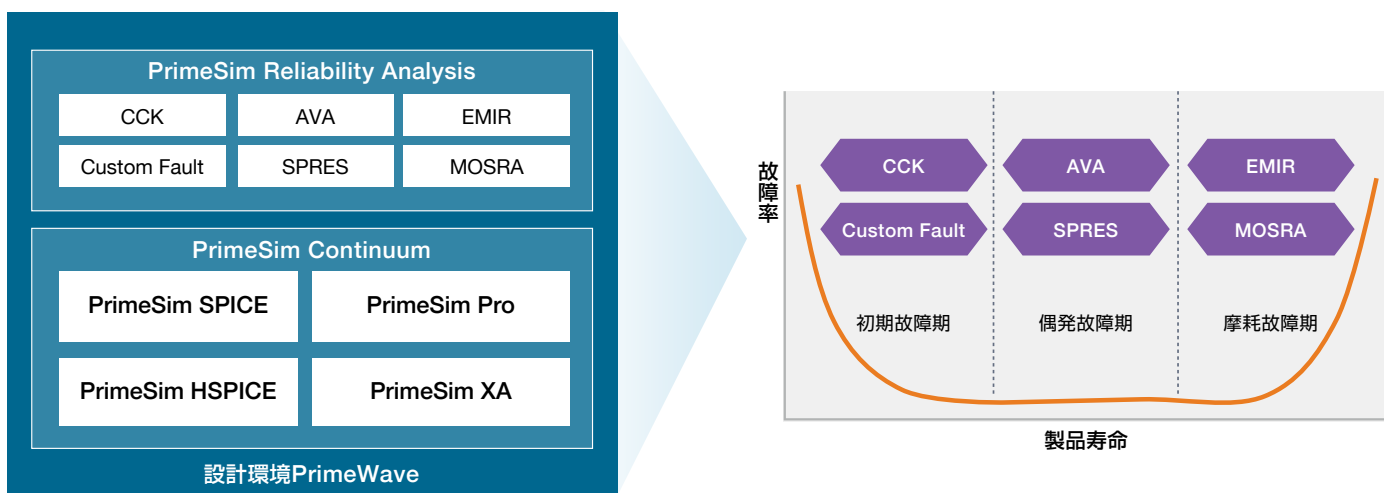 PrimeSim Reliability Analysis
CCK
AVA
EMIR
Custom Fault
SPRES
MOSRA
PrimeSim Continuum
PrimeSim SPICE
PrimeSim Pro
PrimeSim HSPICE
PrimeSim XA
設計環境PrimeWave
故障率
CCK
AVA
EMIR
Custom Fault
SPRES
MOSRA
初期故障期
偶発故障期
摩耗故障期
製品寿命